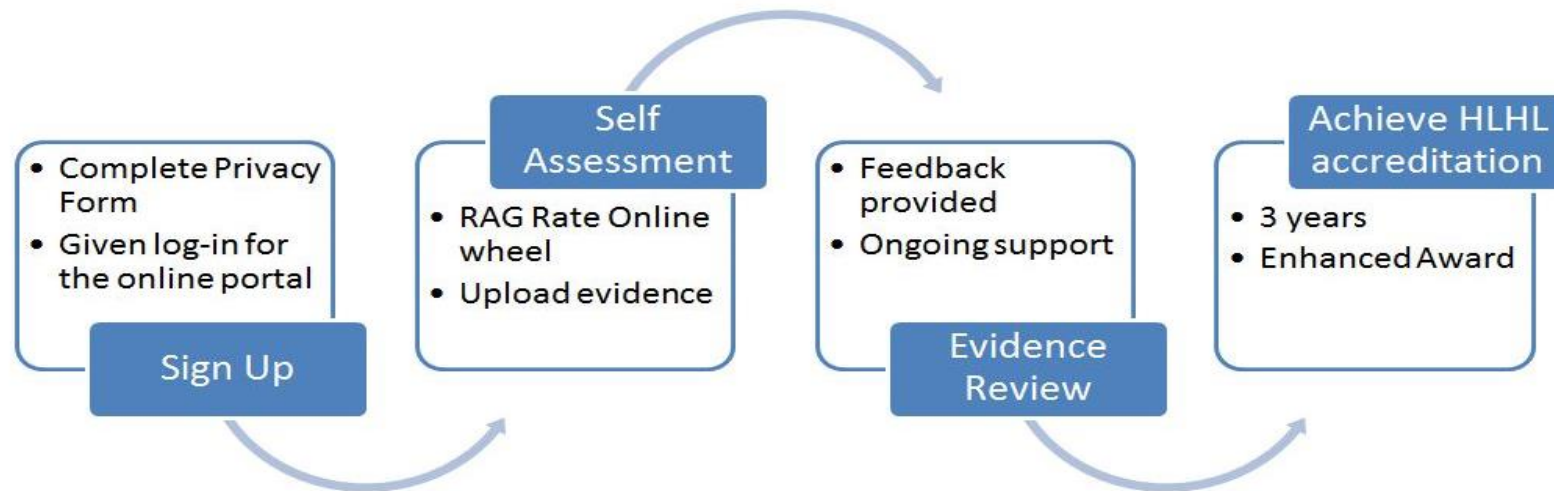 • Complete Privacy
Form
• Given log-in for
the online portal
Sign Up
Self
Assessment
• RAG Rate Online
wheel
• Upload evidence
• Feedback
provided
• Ongoing support
Evidence
Review
Achieve HLHL
accreditation
• 3 years
• Enhanced Award